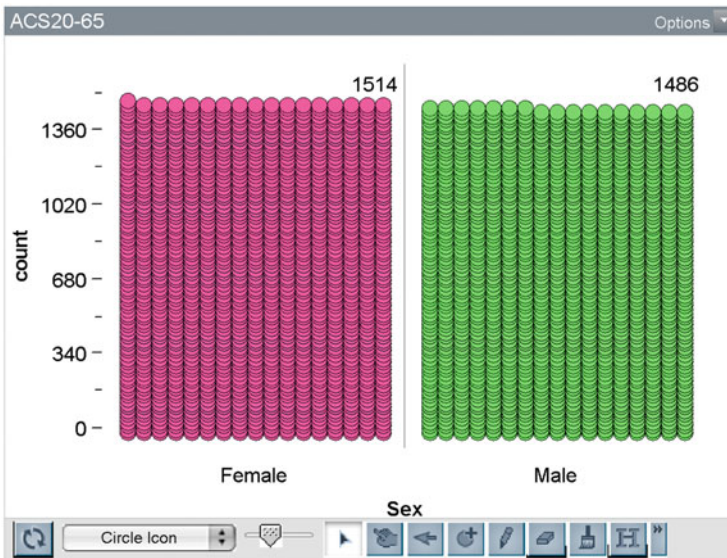 ACS20-65
Options
1514
1486
1360
1020
680
340
0
count
Female
Male
Sex
Circle Icon